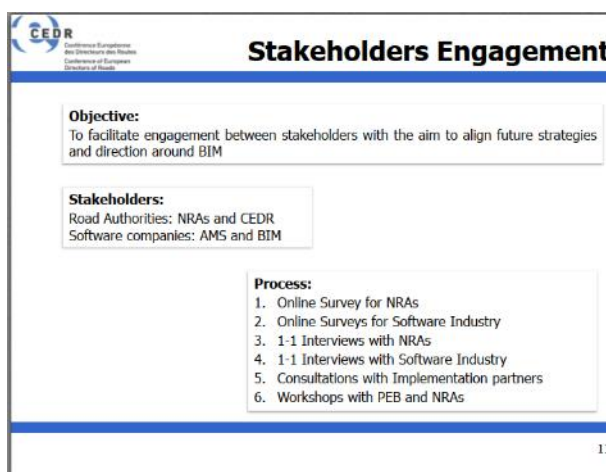 CEDR
Conférence Européenne
des Directeurs des Routes
Conference of European
Directors of Roads
Stakeholders Engagement
Objective:
To facilitate engagement between stakeholders with the aim to align future strategies
and direction around BIM
Stakeholders:
Road Authorities: NRAs and CEDR
Software companies: AMS and BIM
Process:
1. Online Survey for NRAs
2. Online Surveys for Software Industry
3. 1-1 Interviews with NRAs
4. 1-1 Interviews with Software Industry
5. Consultations with Implementation partners
6. Workshops with PEB and NRAs